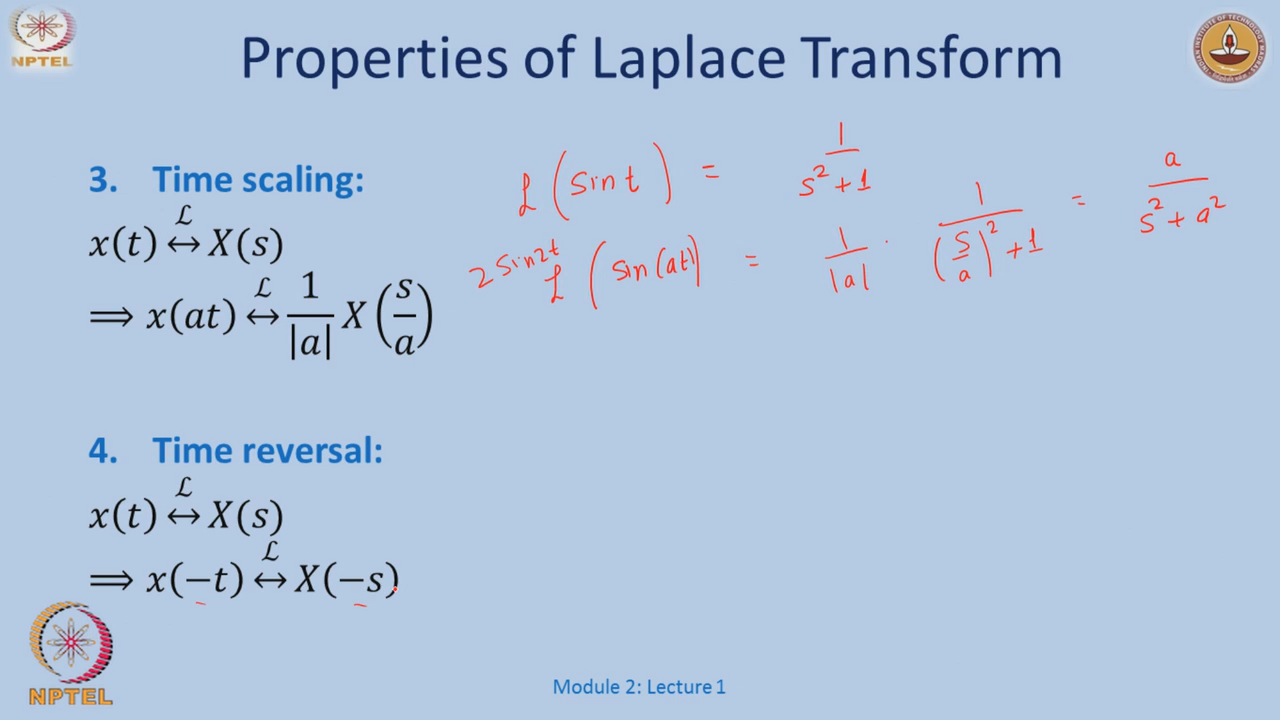 NPTEL
Properties of Laplace Transform
3. Time scaling:
x(t) ℒ↔ X(s)
⟹ x(at) ℒ↔ 1/|a| X(s/a)
ℒ(sin t) = 1/(s² + 1)
2 sin 2t
ℒ(sin(at)) = 1/|a| · 1/((s/a)² + 1) = a/(s² + a²)
4. Time reversal:
x(t) ℒ↔ X(s)
⟹ x(−t) ℒ↔ X(−s)
NPTEL
Module 2: Lecture 1